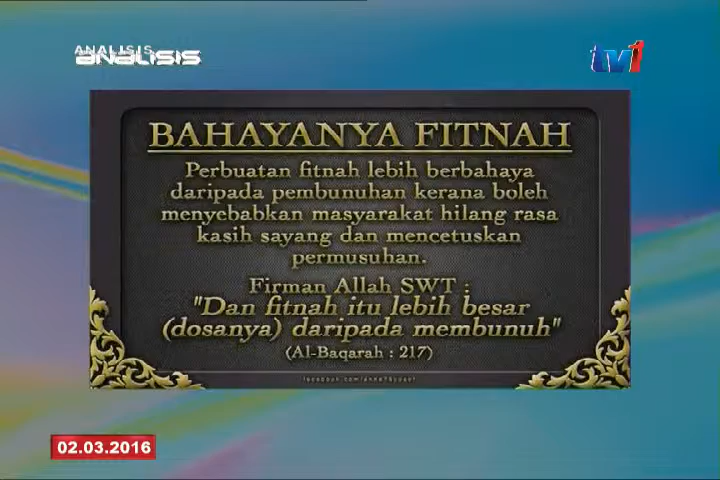 ANALISIS
ANALISIS
tv1
BAHAYANYA FITNAH
Perbuatan fitnah lebih berbahaya
daripada pembunuhan kerana boleh
menyebabkan masyarakat hilang rasa
kasih sayang dan mencetuskan
permusuhan.
Firman Allah SWT :
"Dan fitnah itu lebih besar
(dosanya) daripada membunuh"
(Al-Baqarah : 217)
02.03.2016